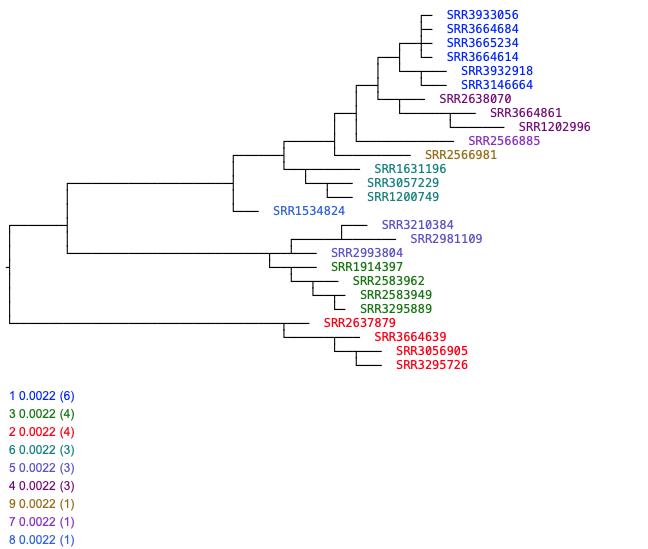 SRR3933056
SRR3664684
SRR3665234
SRR3664614
SRR3932918
SRR3146664
SRR2638070
SRR3664861
SRR1202996
SRR2566885
SRR2566981
SRR1631196
SRR3057229
SRR1200749
SRR1534824
SRR3210384
SRR2981109
SRR2993804
SRR1914397
SRR2583962
SRR2583949
SRR3295889
SRR2637879
SRR3664639
SRR3056905
SRR3295726
1 0.0022 (6)
3 0.0022 (4)
2 0.0022 (4)
6 0.0022 (3)
5 0.0022 (3)
4 0.0022 (3)
9 0.0022 (1)
7 0.0022 (1)
8 0.0022 (1)